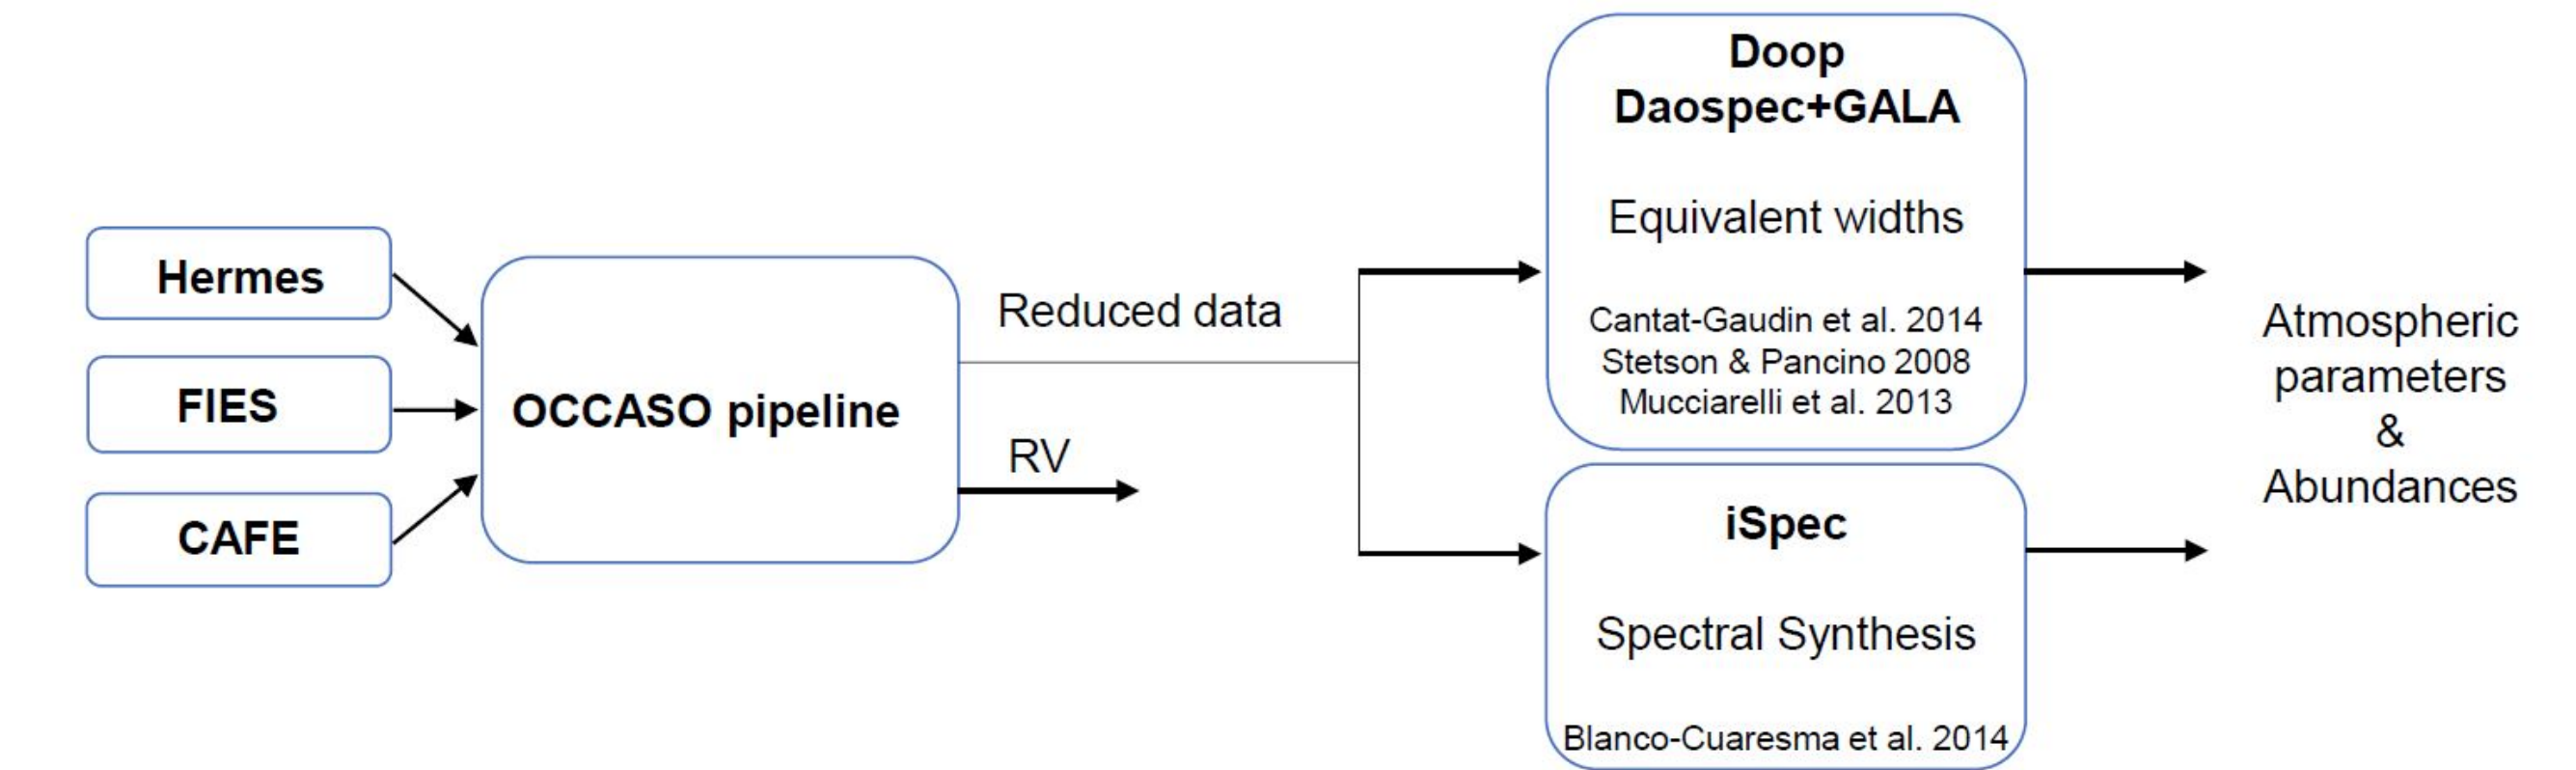 Hermes
FIES
CAFE
OCCASO pipeline
Reduced data
RV
Doop
Daospec+GALA
Equivalent widths
Cantat-Gaudin et al. 2014
Stetson & Pancino 2008
Mucciarelli et al. 2013
iSpec
Spectral Synthesis
Blanco-Cuaresma et al. 2014
Atmospheric
parameters
&
Abundances